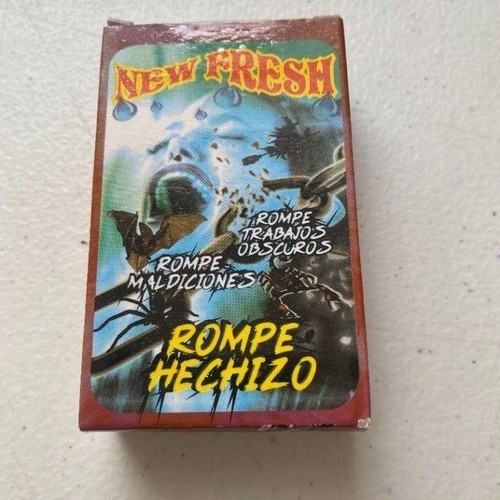 NEW FRESH
ROMPE
TRABAJOS
OBSCUROS
ROMPE
MALDICIONES
ROMPE
HECHIZO